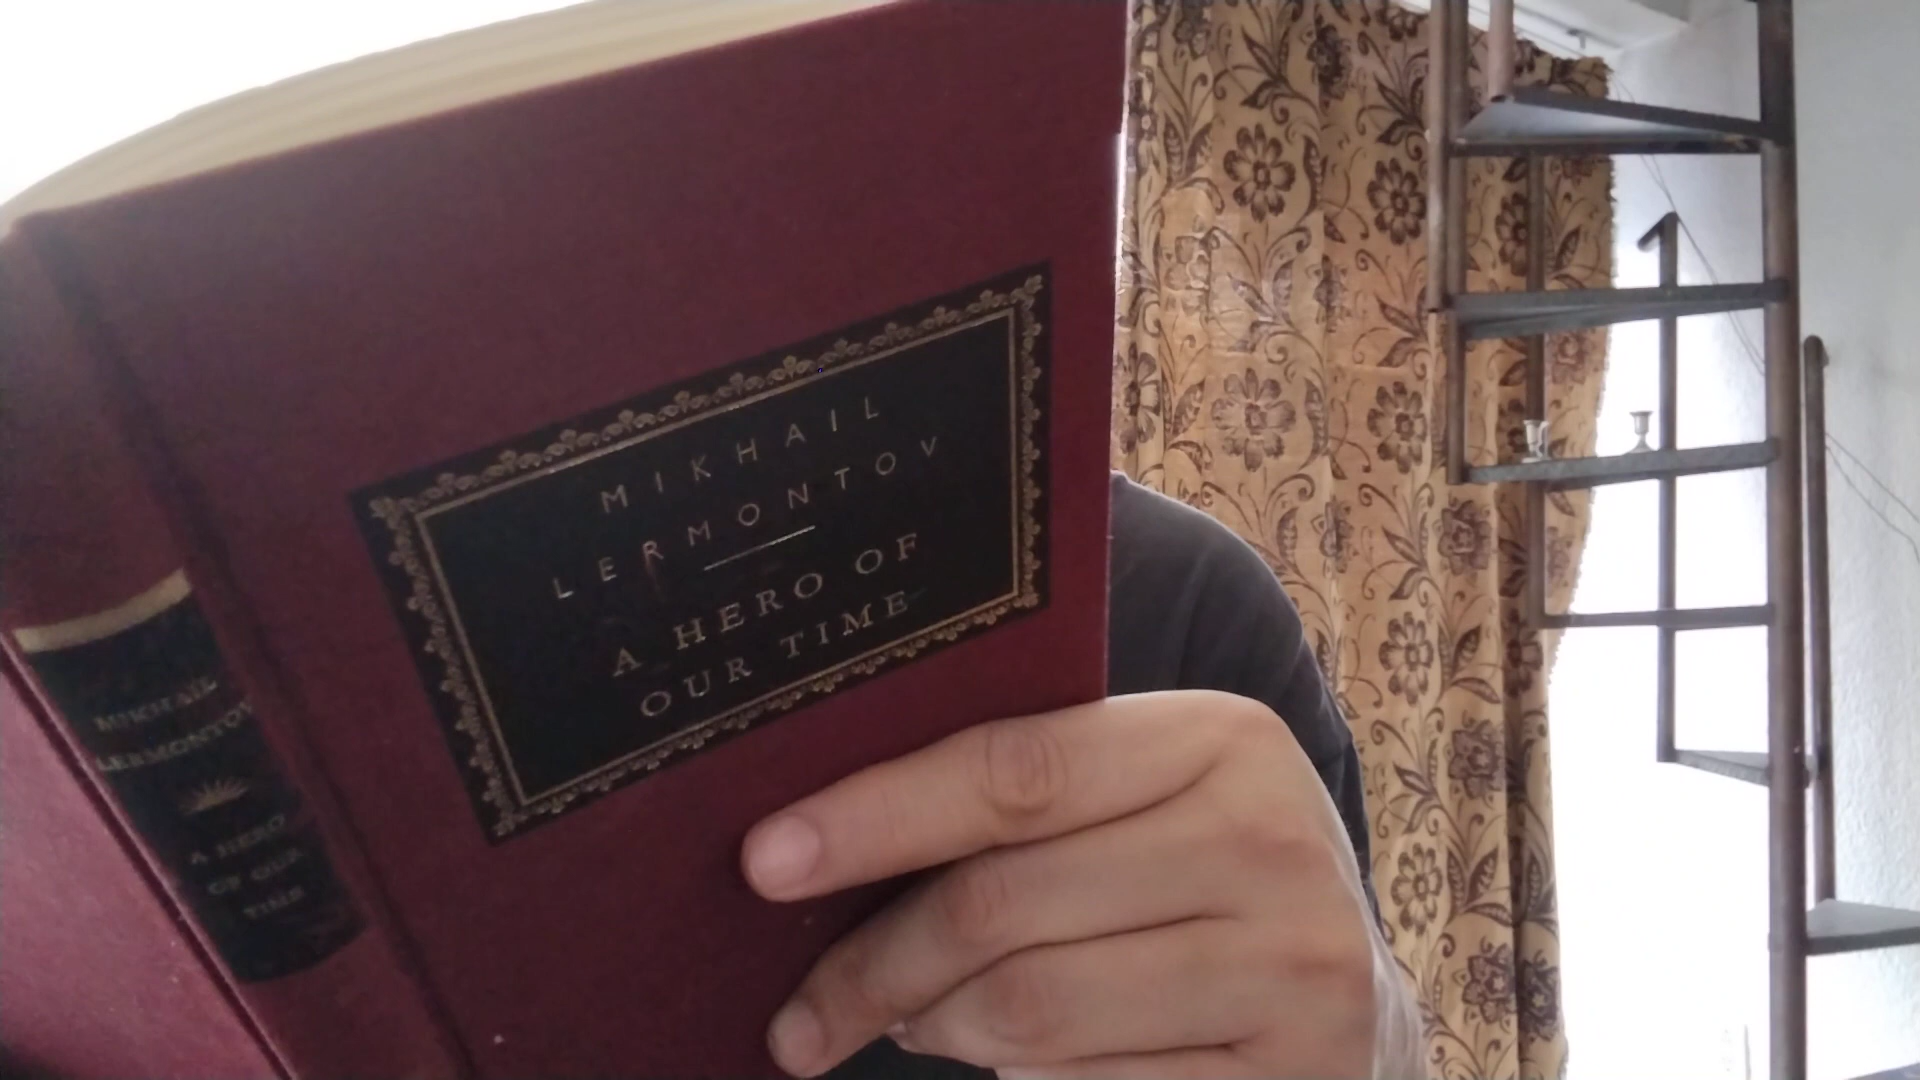 MIKHAIL
LERMONTOV
A HERO OF
OUR TIME
MIKHAIL
LERMONTOV
A HERO
OF OUR
TIME